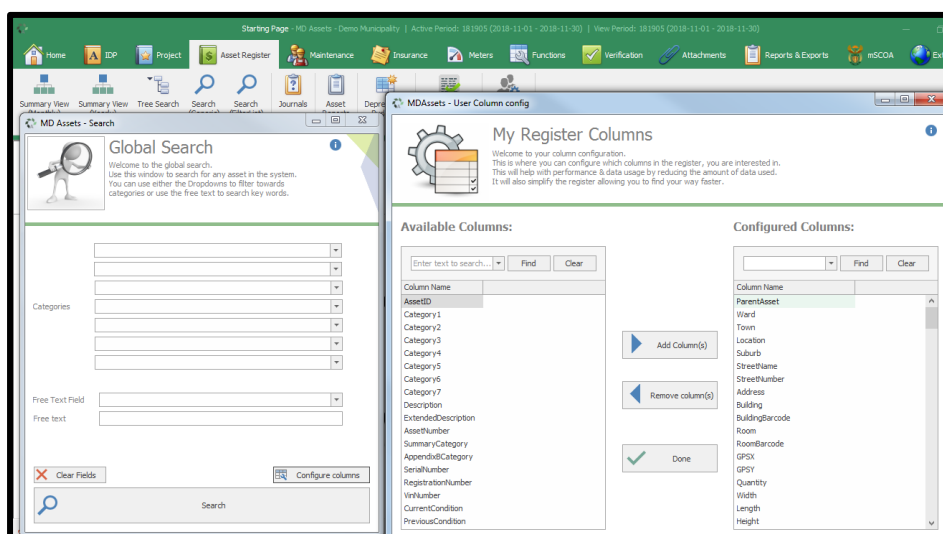 Starting Page - MD Assets - Demo Municipality | Active Period: 181905 (2018-11-01 - 2018-11-30) | View Period: 181905 (2018-11-01 - 2018-11-30)
Home IDP Project Asset Register Maintenance Insurance Meters Functions Verification Attachments Reports & Exports mSCOA
Summary View Summary View Tree Search Search Search Journals Asset
MD Assets - Search
Global Search
Welcome to the global search.
Use this window to search for any asset in the system.
You can use either the Dropdowns to filter towards
categories or use the free text to search key words.
Categories
Free Text Field
Free text
Clear Fields
Configure columns
Search
MDAssets - User Column config
My Register Columns
Welcome to your column configuration.
This is where you can configure which columns in the register, you are interested in.
This will help with performance & data usage by reducing the amount of data used.
It will also simplify the register allowing you to find your way faster.
Available Columns:
Enter text to search... Find Clear
Column Name
AssetID
Category1
Category2
Category3
Category4
Category5
Category6
Category7
Description
ExtendedDescription
AssetNumber
SummaryCategory
AppendixBCategory
SerialNumber
RegistrationNumber
VinNumber
CurrentCondition
PreviousCondition
Add Column(s)
Remove column(s)
Done
Configured Columns:
Find Clear
Column Name
ParentAsset
Ward
Town
Location
Suburb
StreetName
StreetNumber
Address
Building
BuildingBarcode
Room
RoomBarcode
GPSX
GPSY
Quantity
Width
Length
Height